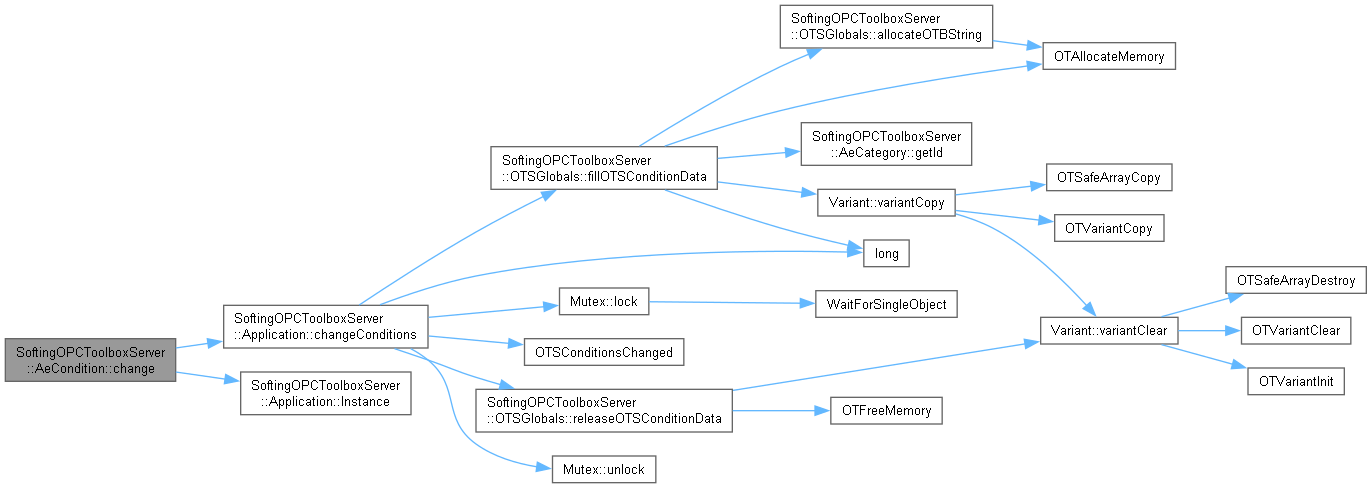 SoftingOPCToolboxServer
::OTSGlobals::allocateOTBString
OTAllocateMemory
SoftingOPCToolboxServer
::AeCategory::getId
SoftingOPCToolboxServer
::OTSGlobals::fillOTSConditionData
OTSafeArrayCopy
Variant::variantCopy
OTVariantCopy
long
OTSafeArrayDestroy
Mutex::lock
WaitForSingleObject
SoftingOPCToolboxServer
::Application::changeConditions
Variant::variantClear
OTVariantClear
SoftingOPCToolboxServer
::AeCondition::change
OTSConditionsChanged
OTVariantInit
SoftingOPCToolboxServer
::Application::Instance
SoftingOPCToolboxServer
::OTSGlobals::releaseOTSConditionData
OTFreeMemory
Mutex::unlock